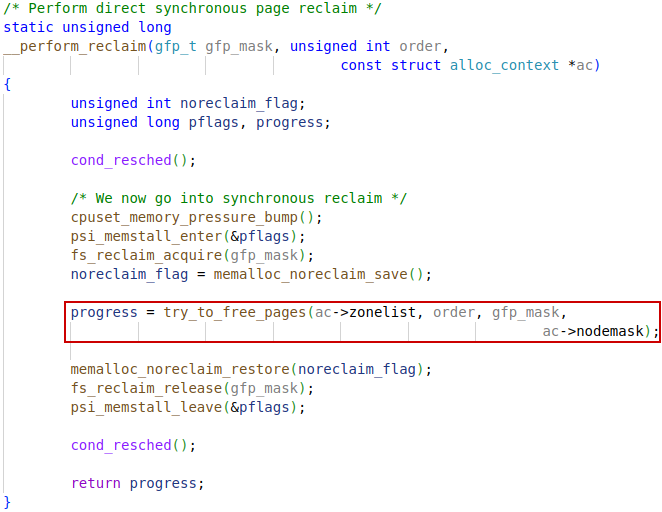 /* Perform direct synchronous page reclaim */
static unsigned long
__perform_reclaim(gfp_t gfp_mask, unsigned int order,
const struct alloc_context *ac)
{
unsigned int noreclaim_flag;
unsigned long pflags, progress;
cond_resched();
/* We now go into synchronous reclaim */
cpuset_memory_pressure_bump();
psi_memstall_enter(&pflags);
fs_reclaim_acquire(gfp_mask);
noreclaim_flag = memalloc_noreclaim_save();
progress = try_to_free_pages(ac->zonelist, order, gfp_mask,
ac->nodemask);
memalloc_noreclaim_restore(noreclaim_flag);
fs_reclaim_release(gfp_mask);
psi_memstall_leave(&pflags);
cond_resched();
return progress;
}